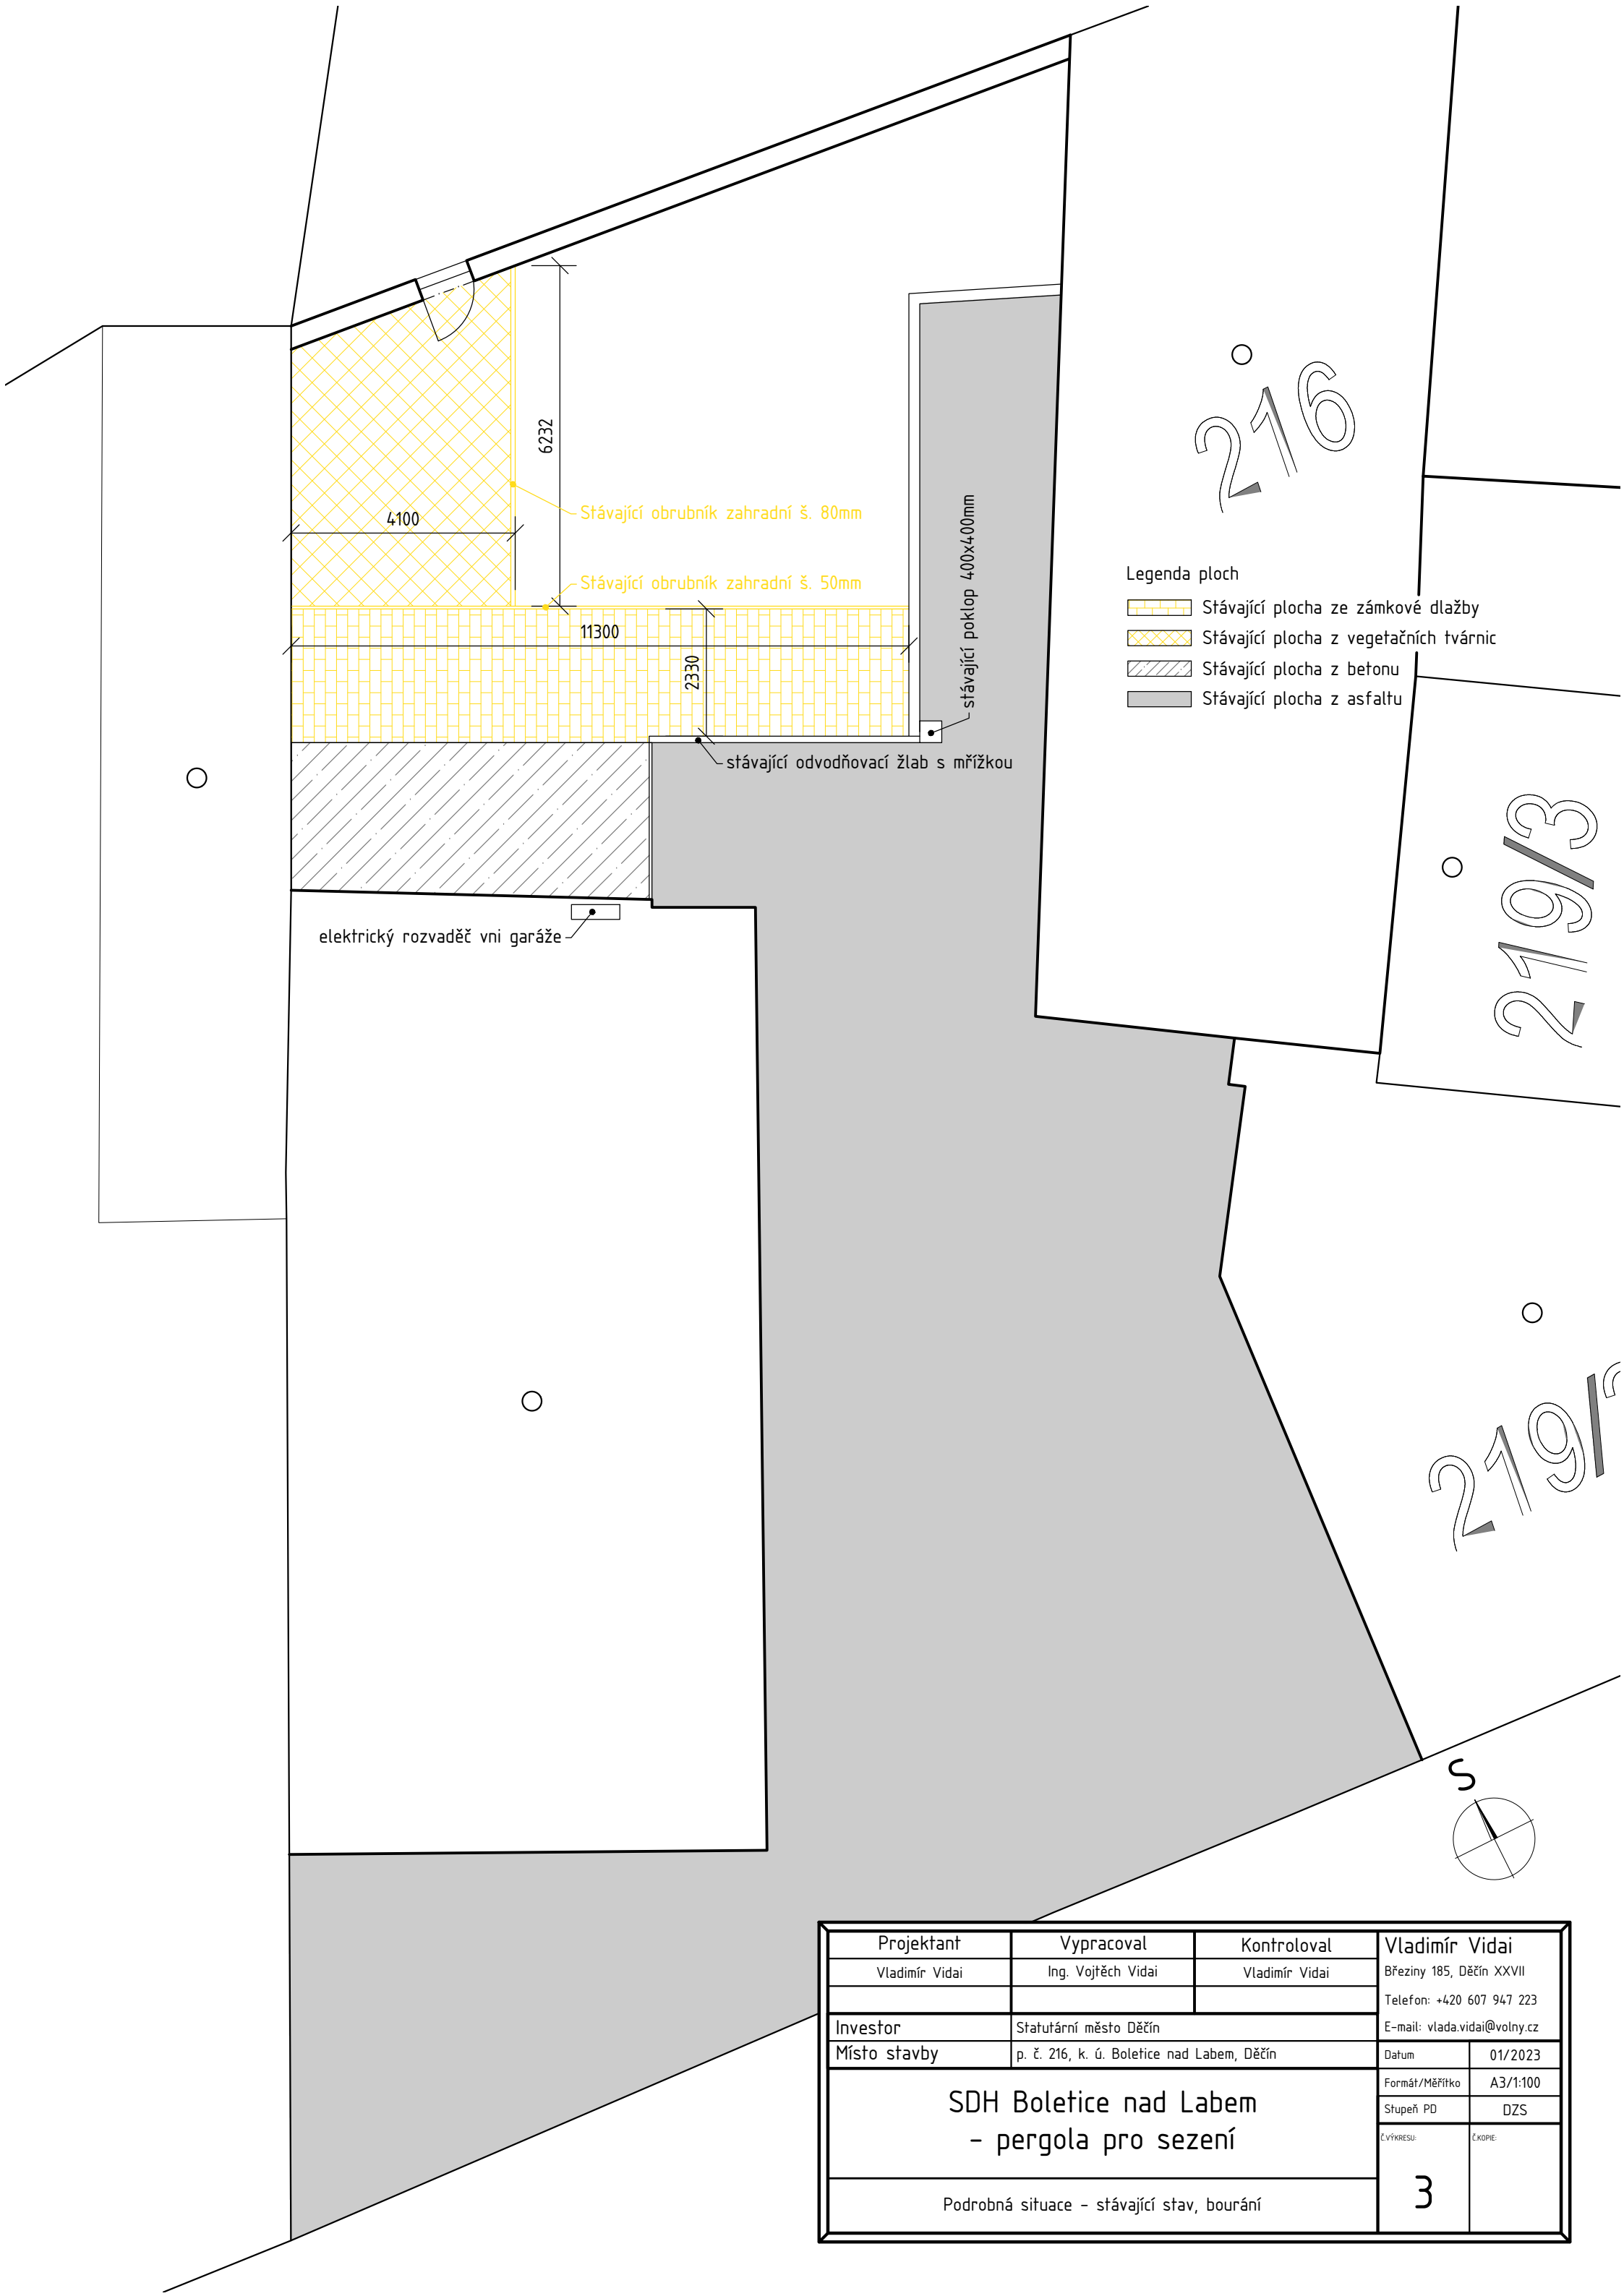 6232
4100
Stávající obrubník zahradní š. 80mm
Stávající obrubník zahradní š. 50mm
11300
2330
stávající poklop 400x400mm
stávající odvodňovací žlab s mřížkou
elektrický rozvaděč vni garáže
216
Legenda ploch
Stávající plocha ze zámkové dlažby
Stávající plocha z vegetačních tvárnic
Stávající plocha z betonu
Stávající plocha z asfaltu
219/3
219/
S
Projektant
Vypracoval
Kontroloval
Vladimír Vidai
Ing. Vojtěch Vidai
Vladimír Vidai
Vladimír Vidai
Březiny 185, Děčín XXVII
Telefon: +420 607 947 223
E-mail: vlada.vidai@volny.cz
Investor
Statutární město Děčín
Místo stavby
p. č. 216, k. ú. Boletice nad Labem, Děčín
Datum
01/2023
Formát/Měřítko
A3/1:100
Stupeň PD
DZS
SDH Boletice nad Labem
- pergola pro sezení
Č.VÝKRESU:
Č.KOPIE:
3
Podrobná situace - stávající stav, bourání